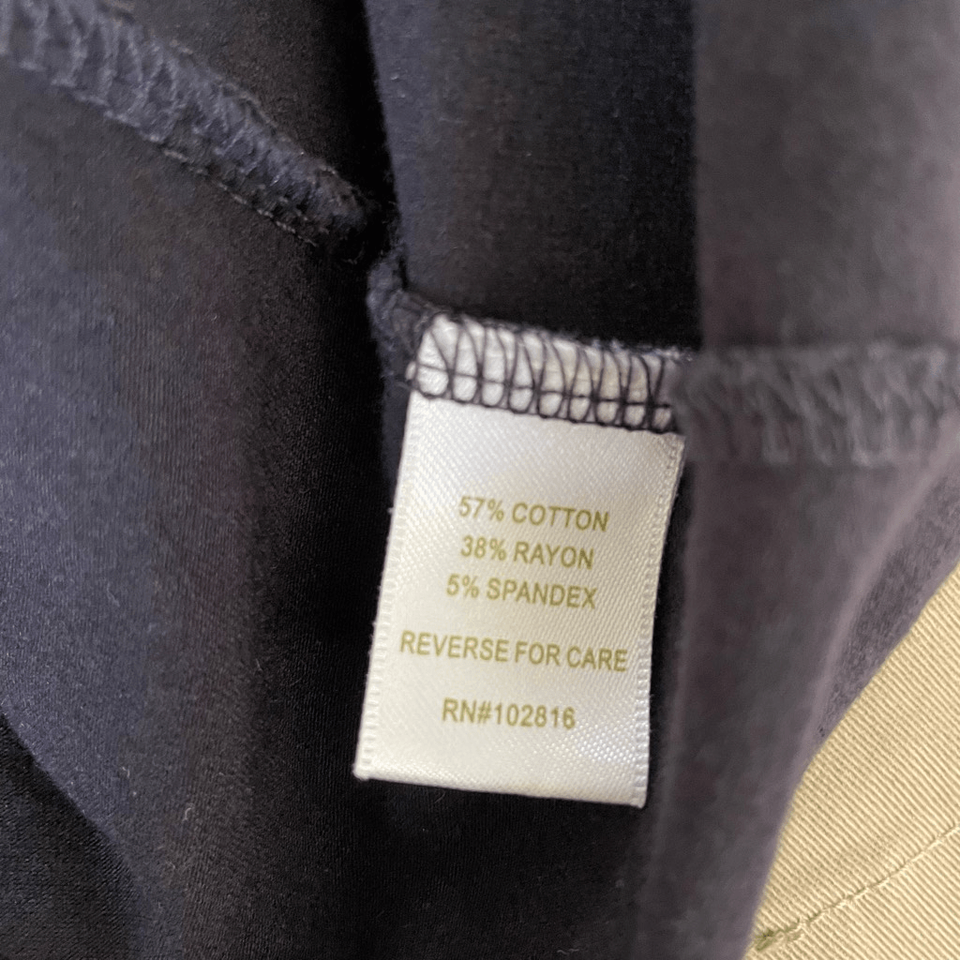 57% COTTON
38% RAYON
5% SPANDEX
REVERSE FOR CARE
RN#102816